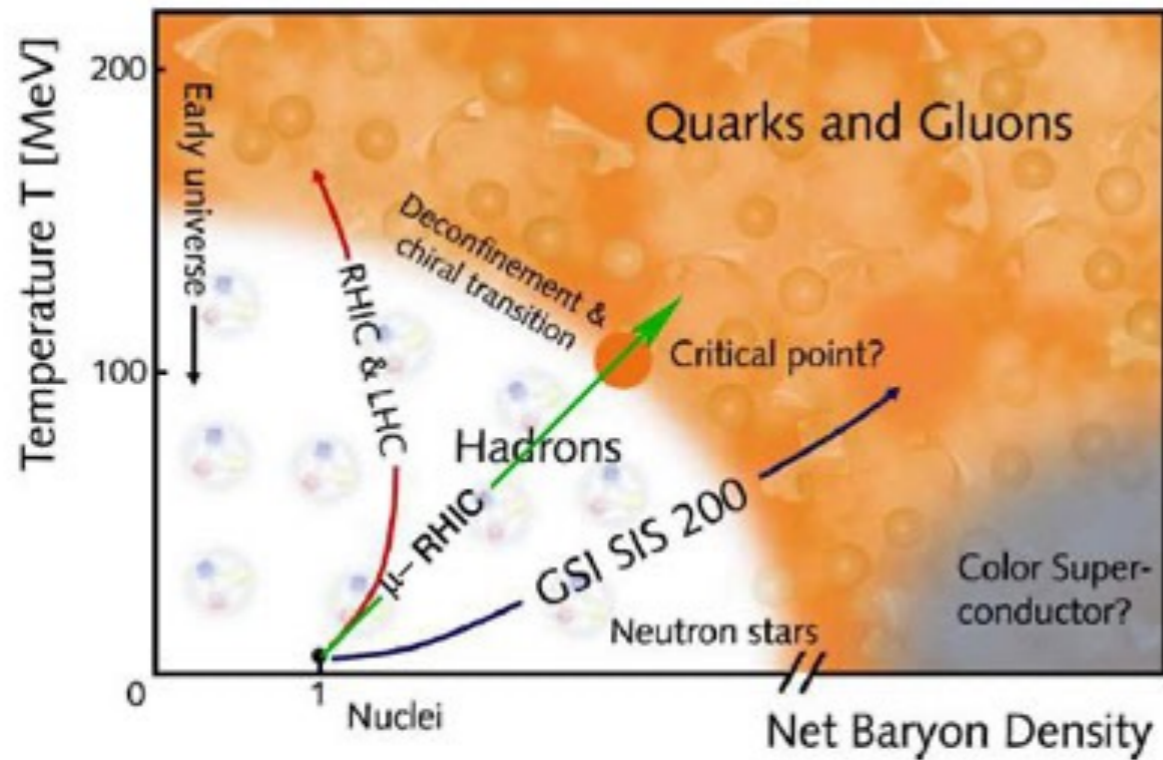 Temperature T [MeV]
200
100
0
Early universe
Quarks and Gluons
Deconfinement &
chiral transition
RHIC & LHC
Critical point?
Hadrons
μ– RHIC
GSI SIS 200
Color Super-
conductor?
Neutron stars
1
Nuclei
Net Baryon Density